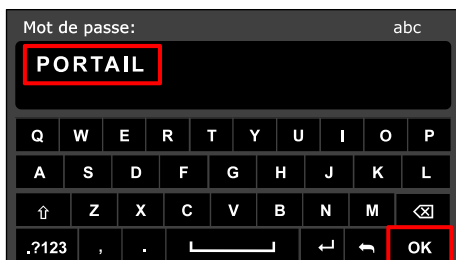 Mot de passe: abc
PORTAIL
Q W E R T Y U I O P
A S D F G H J K L
Z X C V B N M
.?123 , . OK